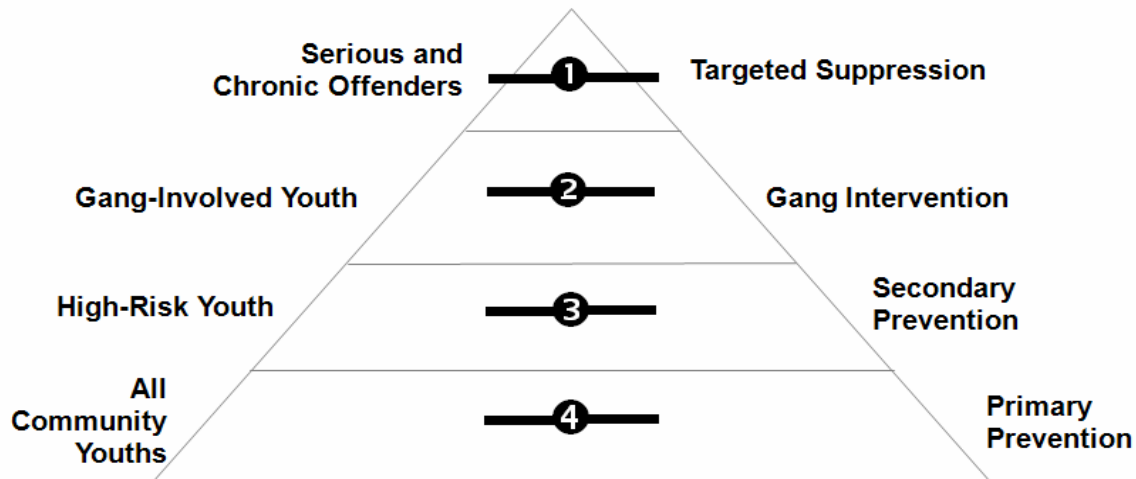 Serious and
Chronic Offenders
1
Targeted Suppression
Gang-Involved Youth
2
Gang Intervention
High-Risk Youth
3
Secondary
Prevention
All
Community
Youths
4
Primary
Prevention